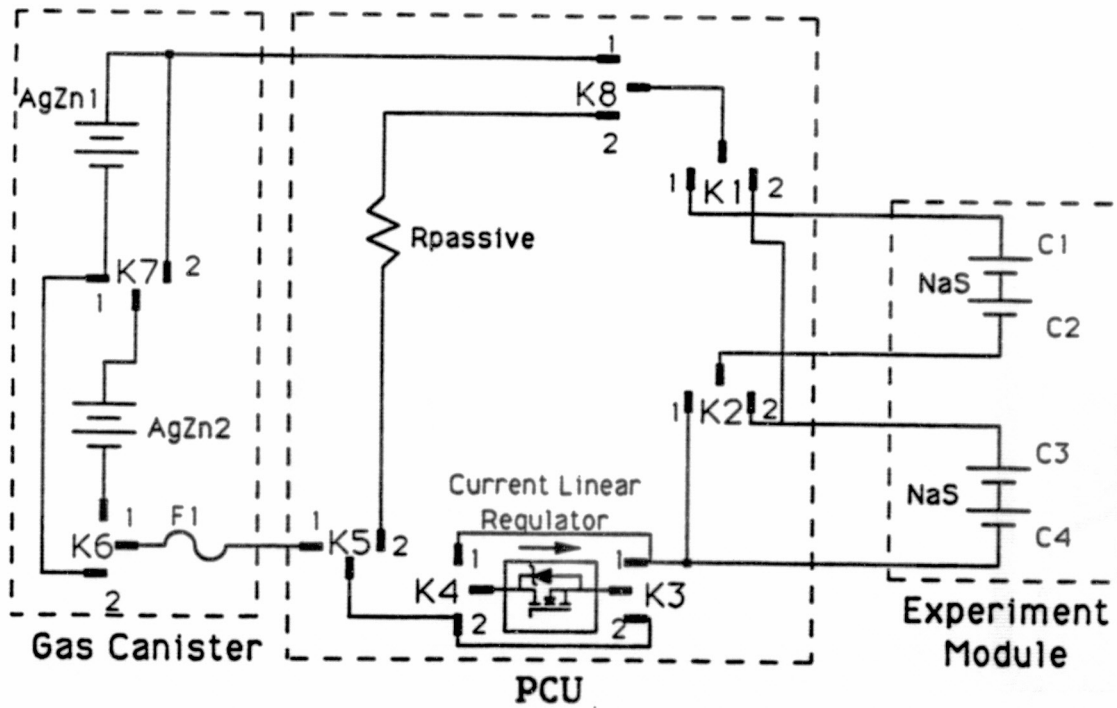 1
AgZn1
K8
2
1 K1 2
Rpassive
C1
NaS
C2
K7 2
1
1 K2 2
AgZn2
C3
NaS
C4
Current Linear
Regulator
1 F1
K6
2
1 K5 2
1
K4
2
1
K3
2
Gas Canister
PCU
Experiment
Module